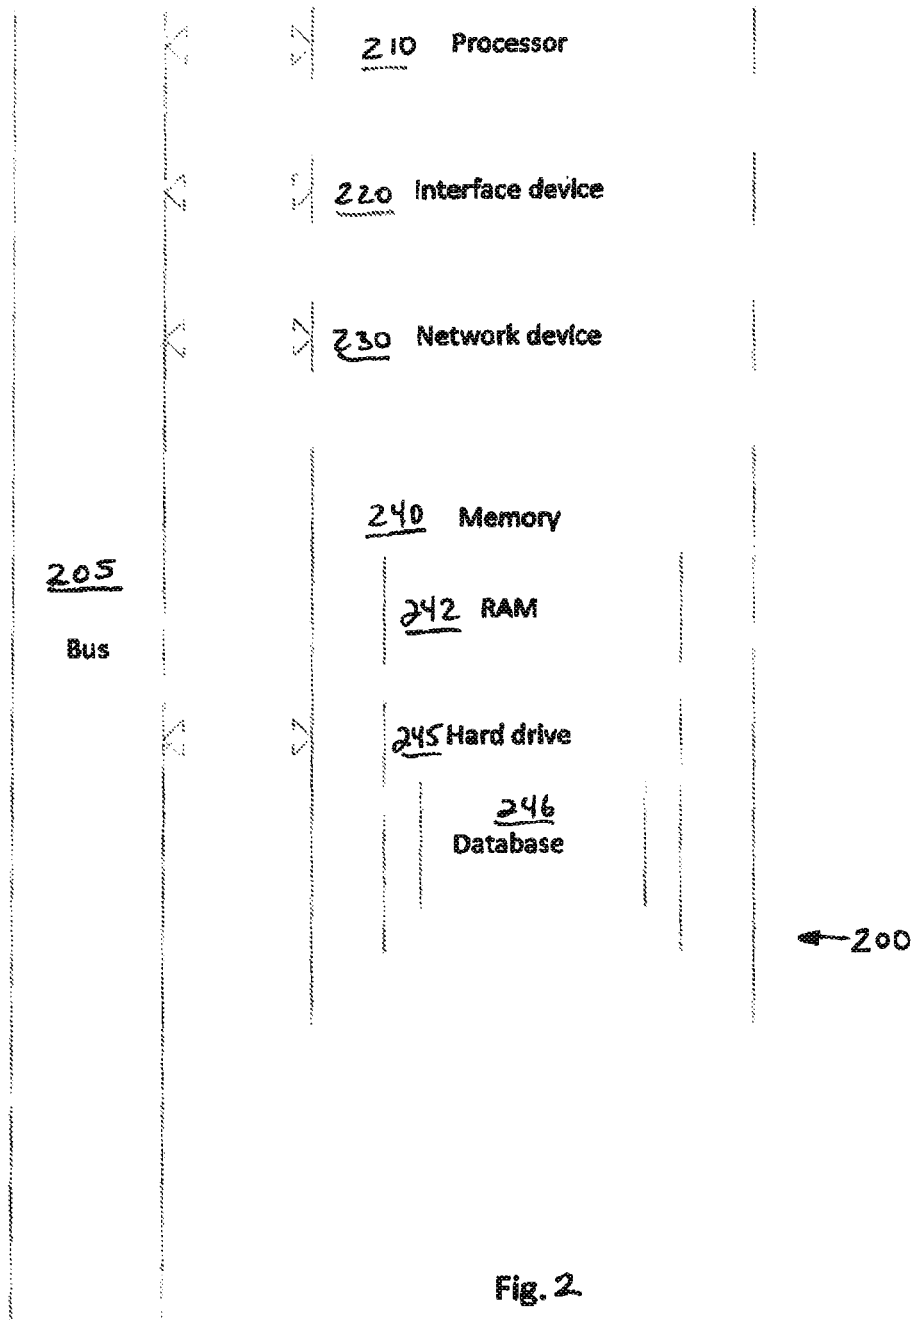 210 Processor
220 Interface device
230 Network device
240 Memory
205
Bus
242 RAM
245 Hard drive
246
Database
200
Fig. 2